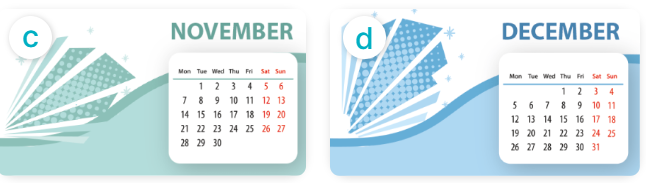 c
NOVEMBER
Mon Tue Wed Thu Fri Sat Sun
1 2 3 4 5 6
7 8 9 10 11 12 13
14 15 16 17 18 19 20
21 22 23 24 25 26 27
28 29 30
d
DECEMBER
Mon Tue Wed Thu Fri Sat Sun
1 2 3 4
5 6 7 8 9 10 11
12 13 14 15 16 17 18
19 20 21 22 23 24 25
26 27 28 29 30 31